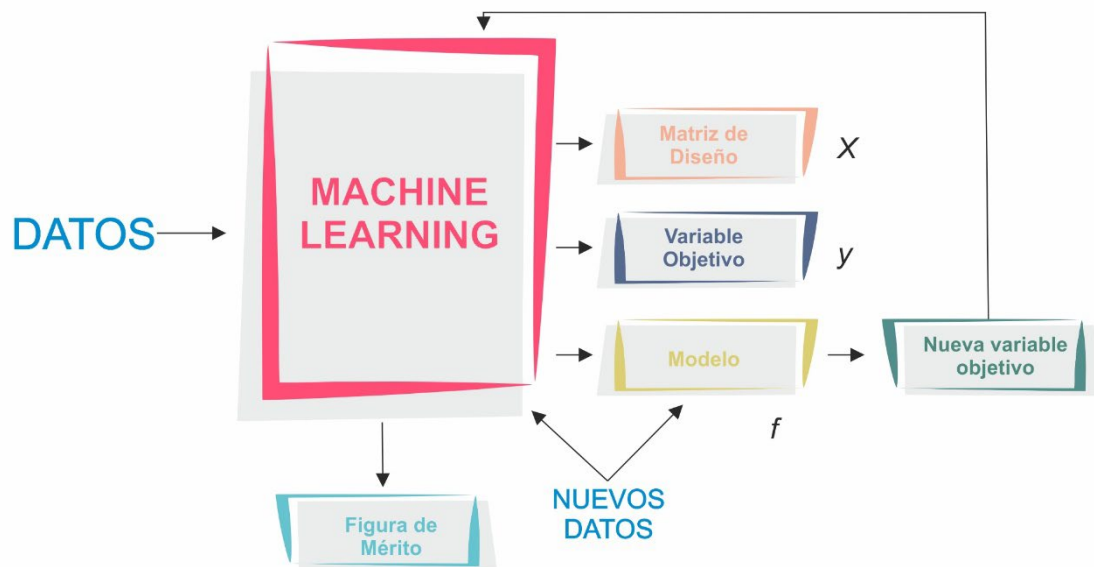 MACHINE
LEARNING
DATOS
Matriz de
Diseño
X
Variable
Objetivo
y
Modelo
f
Nueva variable
objetivo
NUEVOS
DATOS
Figura de
Mérito